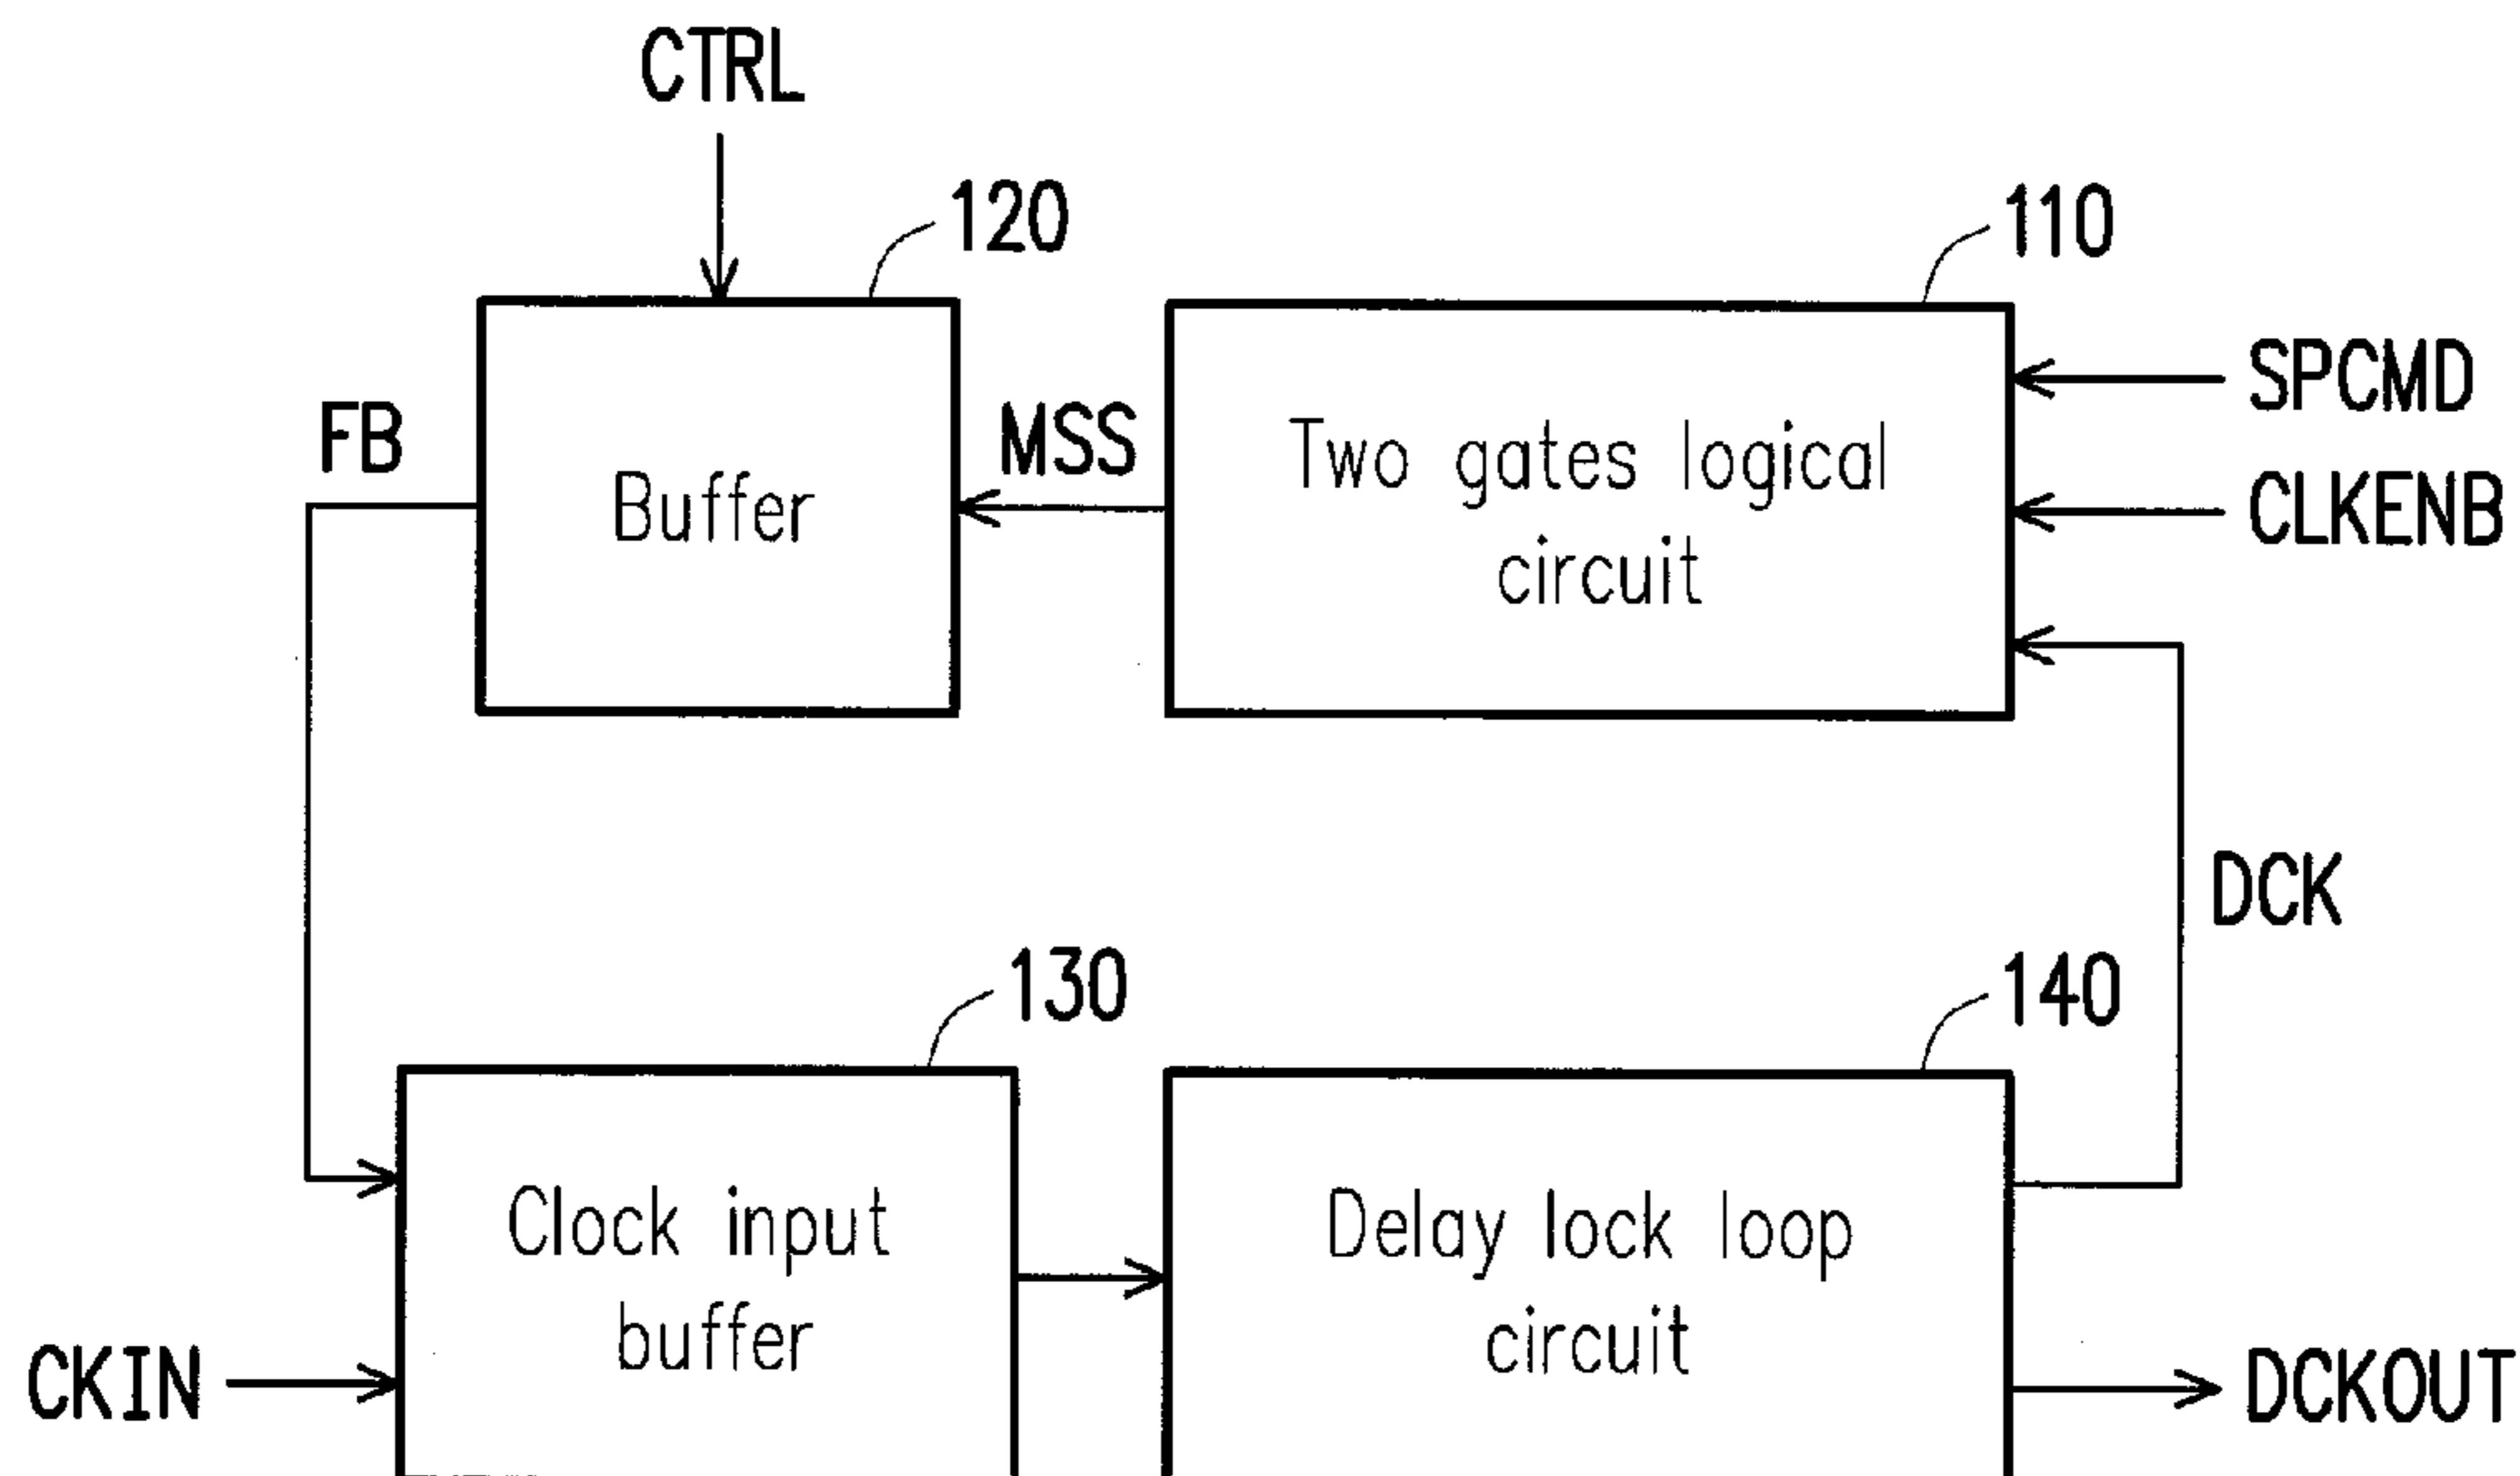 CTRL
120
110
SPCMD
FB
MSS
Two gates logical
Buffer
CLKENB
circuit
DCK
130
140
Clock input
Delay lock loop
buffer
circuit
CKIN
DCKOUT